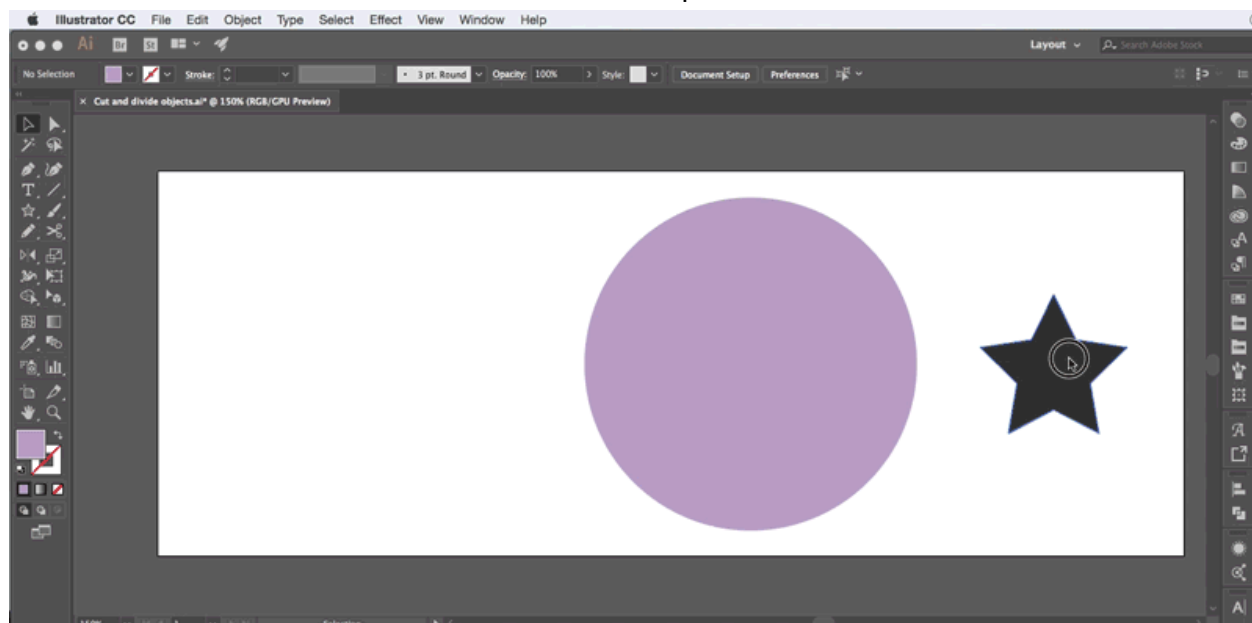 Illustrator CC File Edit Object Type Select Effect View Window Help
Ai Br St Layout Search Adobe Stock
No Selection Stroke: 3 pt. Round Opacity: 100% Style: Document Setup Preferences
× Cut and divide objects.ai* @ 150% (RGB/GPU Preview)